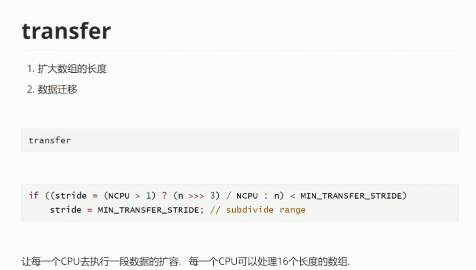 transfer
1. 扩大数组的长度
2. 数据迁移
transfer
if ((stride = (NCPU > 1) ? (n >>> 3) / NCPU : n) < MIN_TRANSFER_STRIDE)
    stride = MIN_TRANSFER_STRIDE; // subdivide range
让每一个CPU去执行一段数据的扩容. 每一个CPU可以处理16个长度的数组.